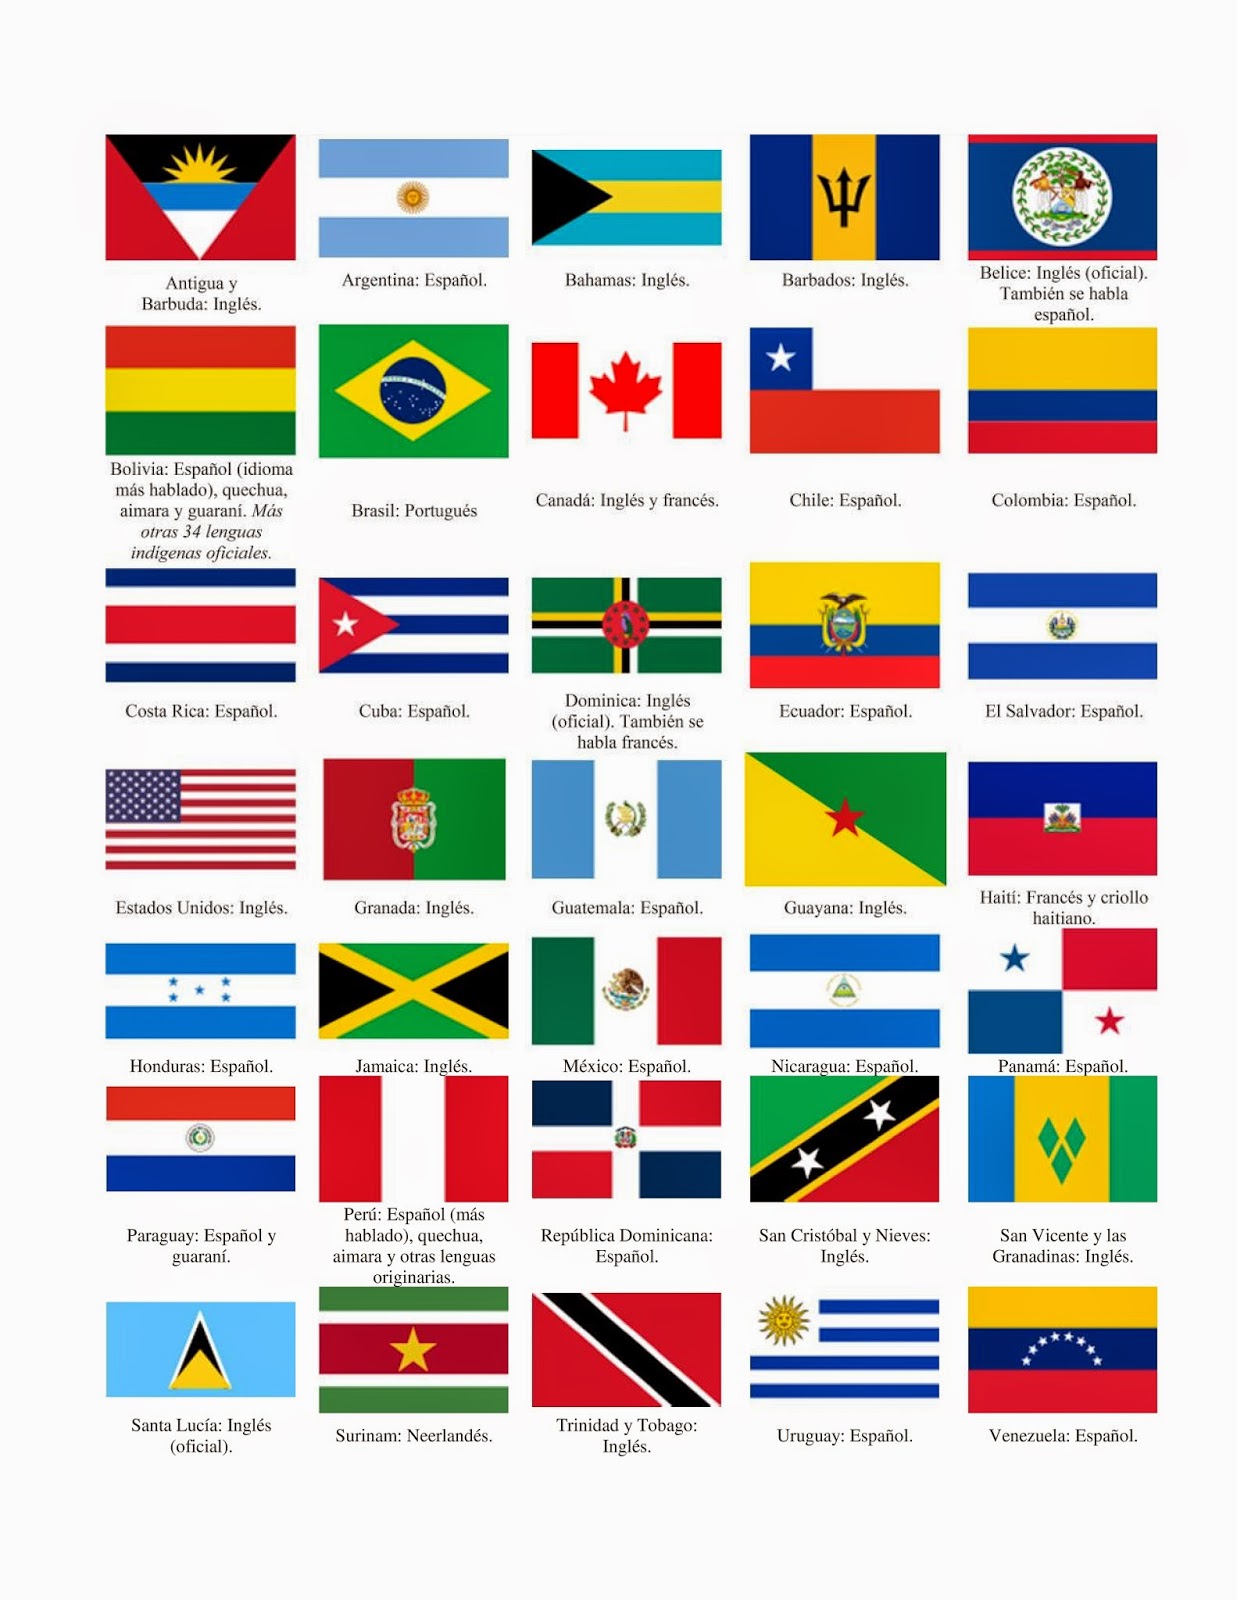 Antigua y
Barbuda: Inglés.
Argentina: Español.
Bahamas: Inglés.
Barbados: Inglés.
Belice: Inglés (oficial).
También se habla
español.
Bolivia: Español (idioma
más hablado), quechua,
aimara y guaraní. Más
otras 34 lenguas
indígenas oficiales.
Brasil: Portugués
Canadá: Inglés y francés.
Chile: Español.
Colombia: Español.
Costa Rica: Español.
Cuba: Español.
Dominica: Inglés
(oficial). También se
habla francés.
Ecuador: Español.
El Salvador: Español.
Estados Unidos: Inglés.
Granada: Inglés.
Guatemala: Español.
Guayana: Inglés.
Haití: Francés y criollo
haitiano.
Honduras: Español.
Jamaica: Inglés.
México: Español.
Nicaragua: Español.
Panamá: Español.
Paraguay: Español y
guaraní.
Perú: Español (más
hablado), quechua,
aimara y otras lenguas
originarias.
República Dominicana:
Español.
San Cristóbal y Nieves:
Inglés.
San Vicente y las
Granadinas: Inglés.
Santa Lucía: Inglés
(oficial).
Surinam: Neerlandés.
Trinidad y Tobago:
Inglés.
Uruguay: Español.
Venezuela: Español.